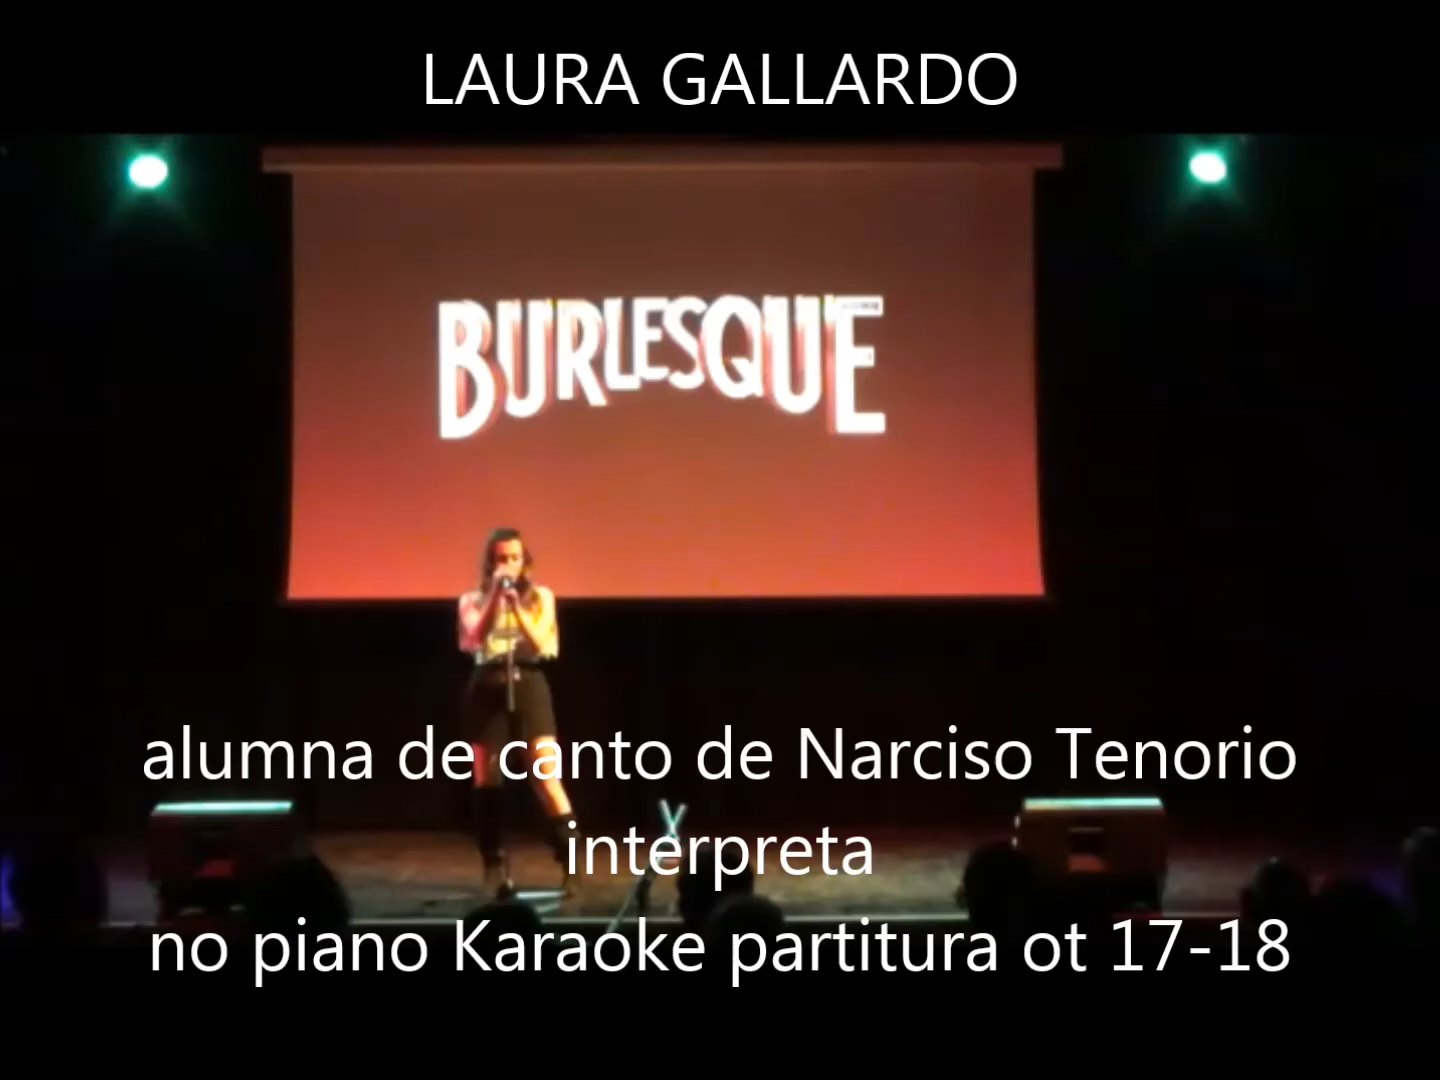 LAURA GALLARDO
BURLESQUE
alumna de canto de Narciso Tenorio
interpreta
no piano Karaoke partitura ot 17-18